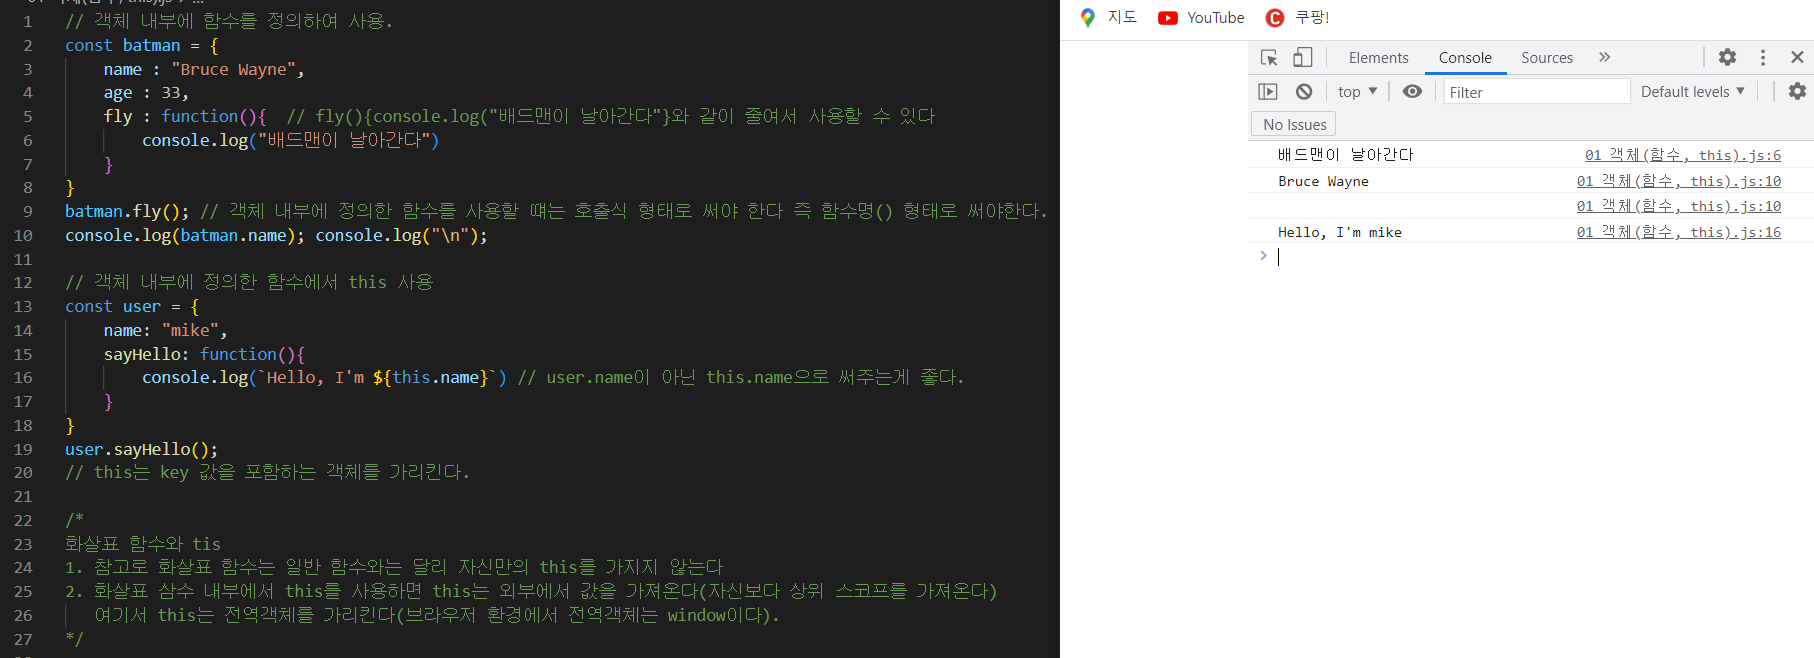 1 // 객체 내부에 함수를 정의하여 사용.
2 const batman = {
3 name : "Bruce Wayne",
4 age : 33,
5 fly : function(){  // fly(){console.log("배드맨이 날아간다"}와 같이 줄여서 사용할 수 있다
6 console.log("배드맨이 날아간다")
7 }
8 }
9 batman.fly(); // 객체 내부에 정의한 함수를 사용할 떄는 호출식 형태로 써야 한다 즉 함수명() 형태로 써야한다.
10 console.log(batman.name); console.log("\n");
11
12 // 객체 내부에 정의한 함수에서 this 사용
13 const user = {
14 name: "mike",
15 sayHello: function(){
16 console.log(`Hello, I'm ${this.name}`) // user.name이 아닌 this.name으로 써주는게 좋다.
17 }
18 }
19 user.sayHello();
20 // this는 key 값을 포함하는 객체를 가리킨다.
21
22 /*
23 화살표 함수와 tis
24 1. 참고로 화살표 함수는 일반 함수와는 달리 자신만의 this를 가지지 않는다
25 2. 화살표 삼수 내부에서 this를 사용하면 this는 외부에서 값을 가져온다(자신보다 상위 스코프를 가져온다)
26 여기서 this는 전역객체를 가리킨다(브라우저 환경에서 전역객체는 window이다).
27 */
지도 YouTube 쿠팡!
Elements Console Sources
top Filter Default levels
No Issues
배드맨이 날아간다 01 객체(함수, this).js:6
Bruce Wayne 01 객체(함수, this).js:10
01 객체(함수, this).js:10
Hello, I'm mike 01 객체(함수, this).js:16